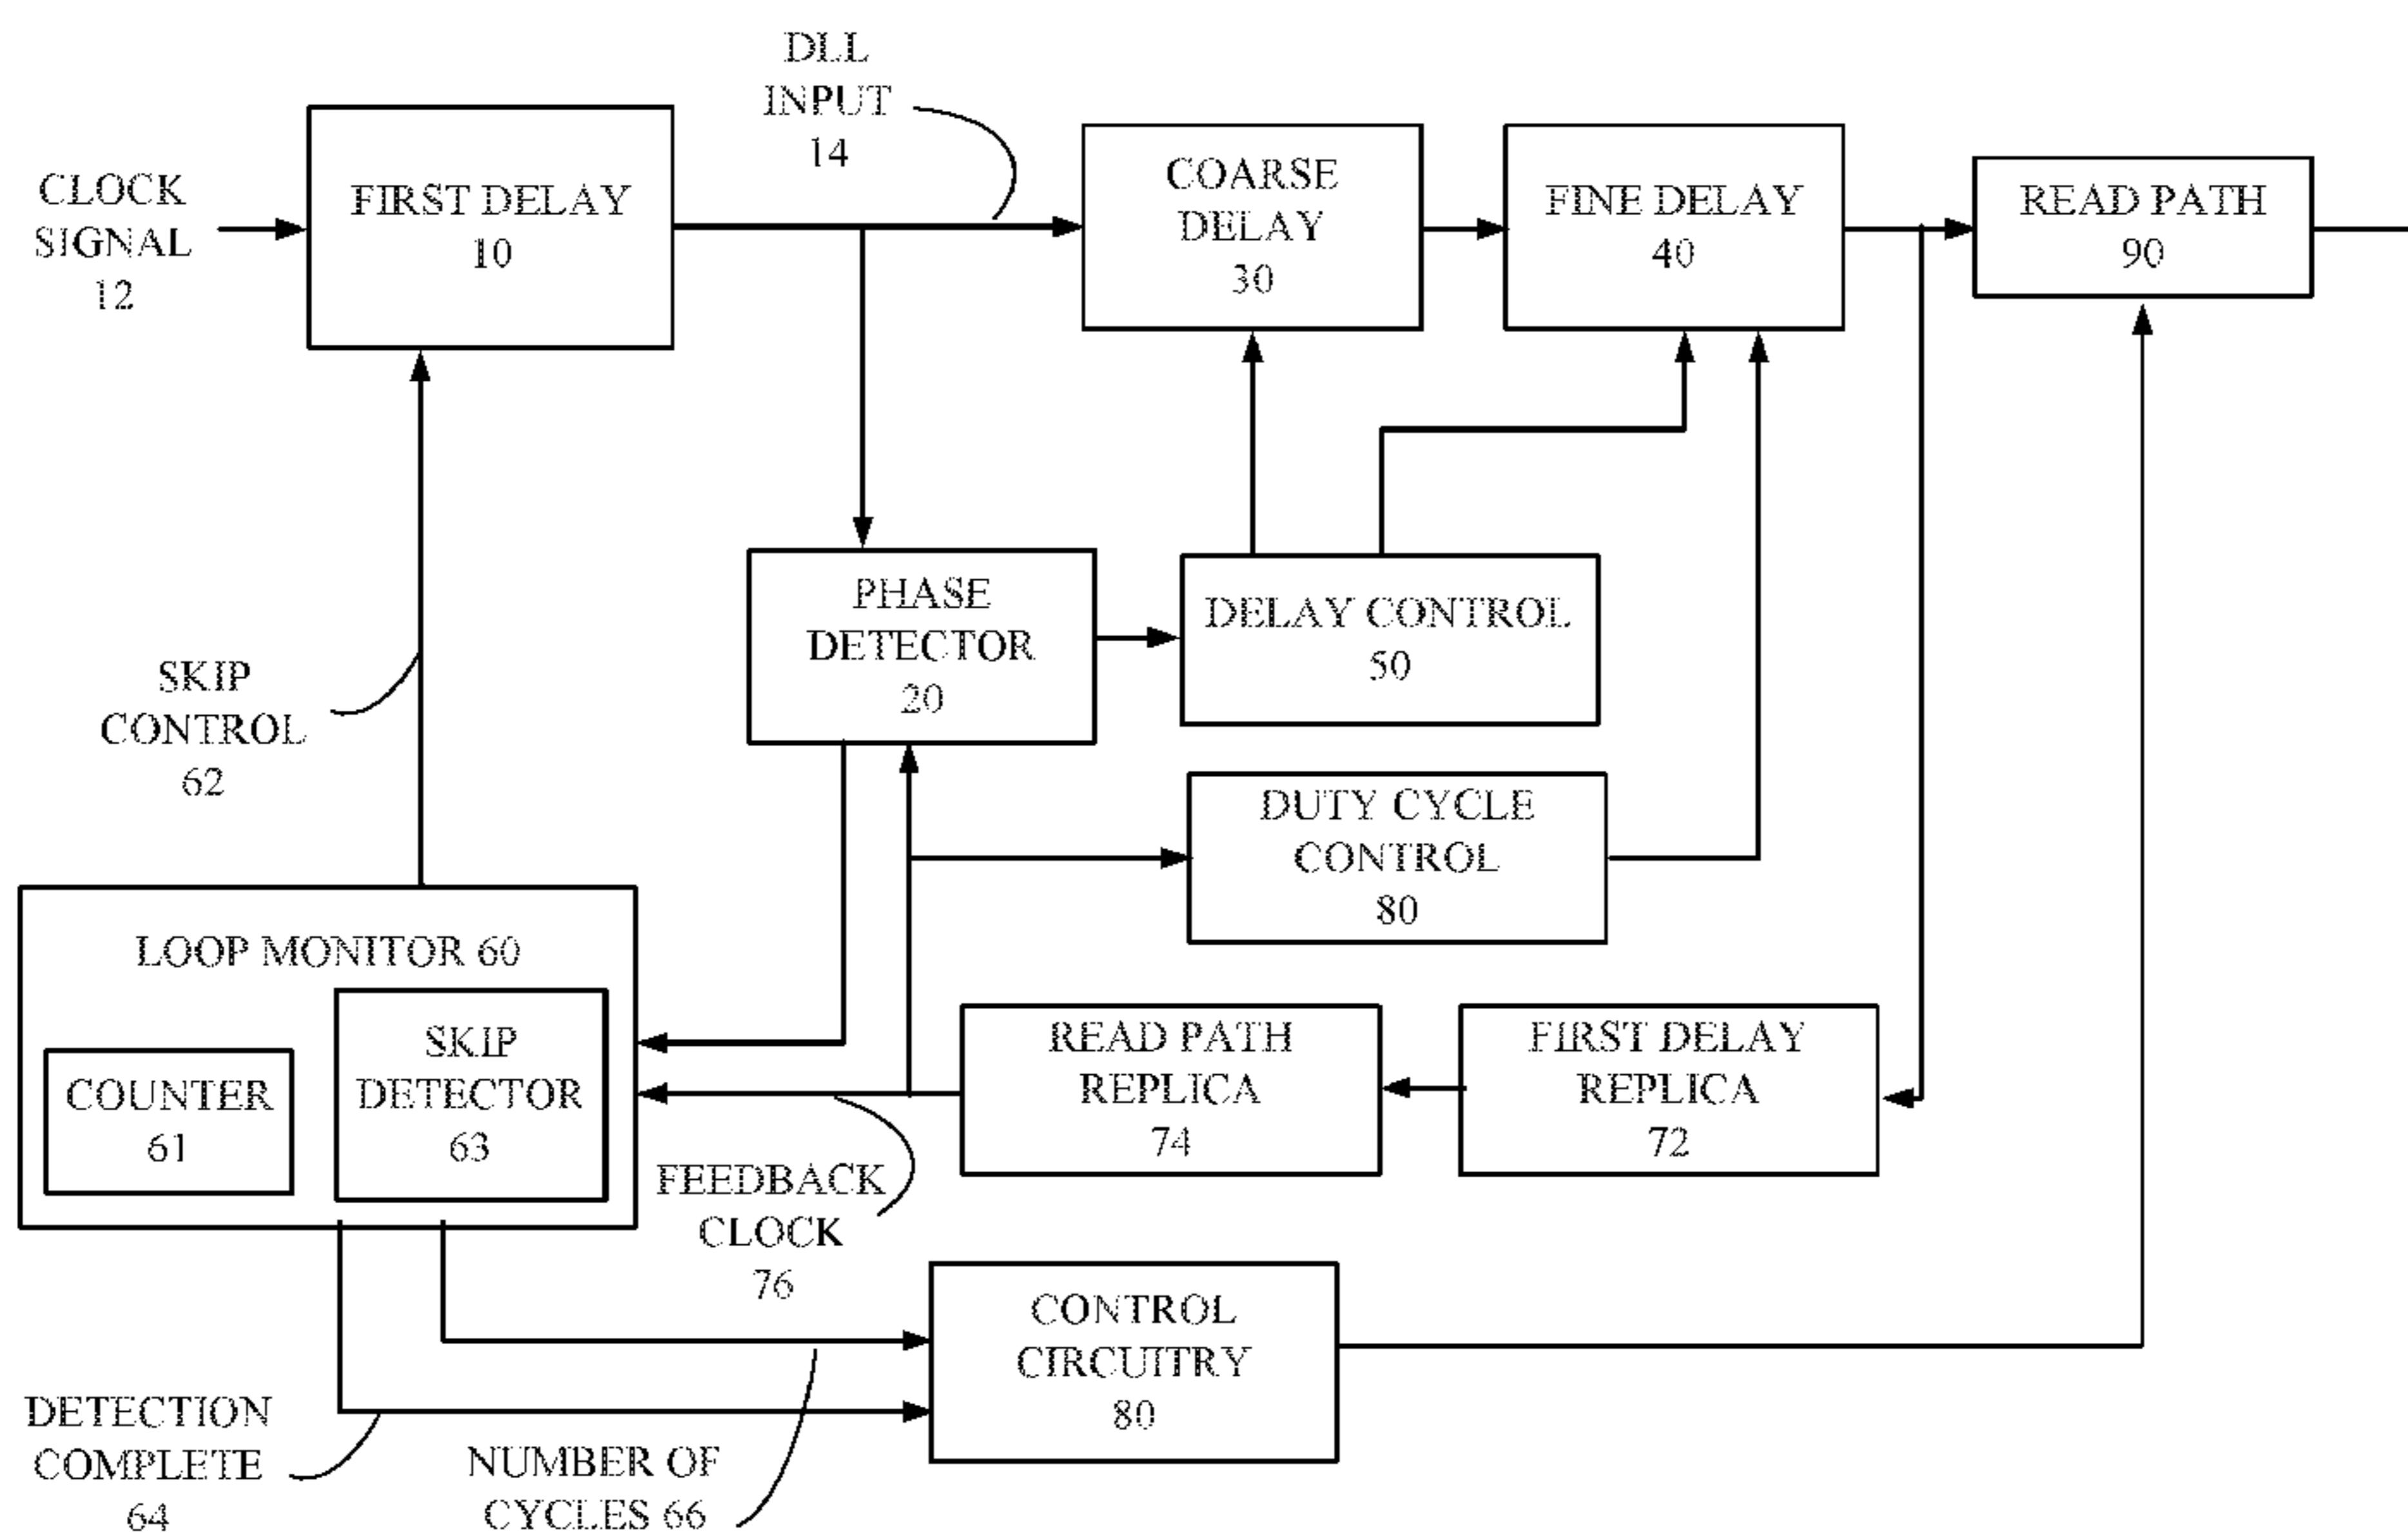 DLL
INPUT
14
CLOCK
SIGNAL
12
FIRST DELAY
10
COARSE
DELAY
30
FINE DELAY
40
READ PATH
90
PHASE
DETECTOR
20
DELAY CONTROL
50
SKIP
CONTROL
62
DUTY CYCLE
CONTROL
80
LOOP MONITOR 60
COUNTER
61
SKIP
DETECTOR
63
READ PATH
REPLICA
74
FIRST DELAY
REPLICA
72
FEEDBACK
CLOCK
76
CONTROL
CIRCUITRY
80
DETECTION
COMPLETE
64
NUMBER OF
CYCLES 66